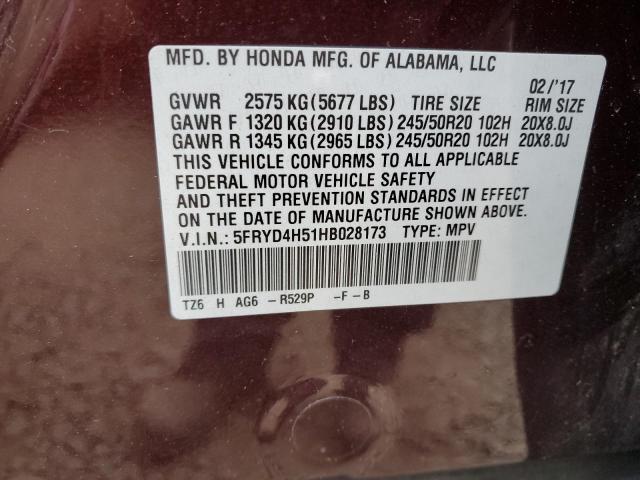 MFD. BY HONDA MFG. OF ALABAMA, LLC
02/'17
GVWR 2575 KG(5677 LBS) TIRE SIZE RIM SIZE
GAWR F 1320 KG(2910 LBS) 245/50R20 102H 20X8.0J
GAWR R 1345 KG(2965 LBS) 245/50R20 102H 20X8.0J
THIS VEHICLE CONFORMS TO ALL APPLICABLE
FEDERAL MOTOR VEHICLE SAFETY
AND THEFT PREVENTION STANDARDS IN EFFECT
ON THE DATE OF MANUFACTURE SHOWN ABOVE.
V.I.N.: 5FRYD4H51HB028173 TYPE: MPV
TZ6 H AG6 -R529P -F-B